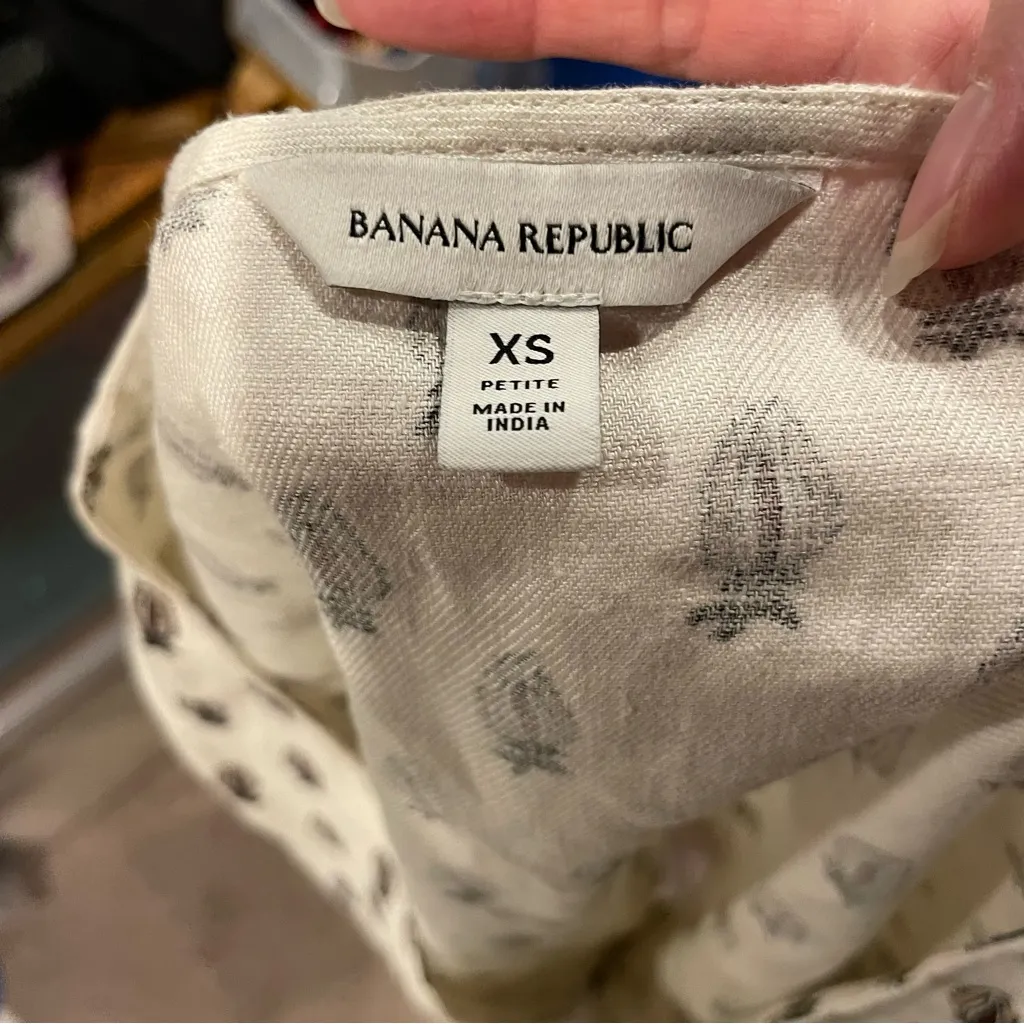 BANANA REPUBLIC
XS
PETITE
MADE IN
INDIA